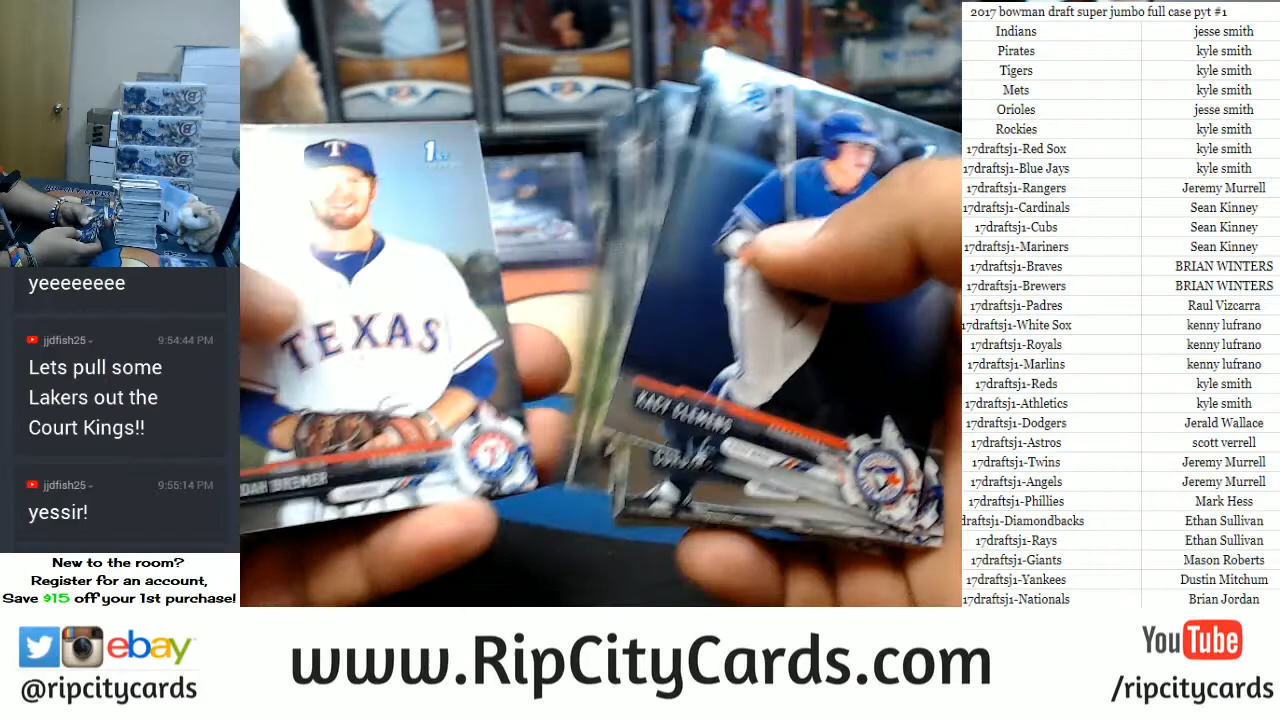 yeeeeeeee
jjdfish25
9:54:44 PM
Lets pull some
Lakers out the
Court Kings!!
jjdfish25
9:55:14 PM
yessir!
New to the room?
Register for an account,
Save $15 off your 1st purchase!
1st
T
TEXAS
BREMER
KACY CLEMENS
2017 bowman draft super jumbo full case pyt #1
Indians jesse smith
Pirates kyle smith
Tigers kyle smith
Mets kyle smith
Orioles jesse smith
Rockies kyle smith
17draftsj1-Red Sox kyle smith
17draftsj1-Blue Jays kyle smith
17draftsj1-Rangers Jeremy Murrell
17draftsj1-Cardinals Sean Kinney
17draftsj1-Cubs Sean Kinney
17draftsj1-Mariners Sean Kinney
17draftsj1-Braves BRIAN WINTERS
17draftsj1-Brewers BRIAN WINTERS
17draftsj1-Padres Raul Vizcarra
17draftsj1-White Sox kenny lufrano
17draftsj1-Royals kenny lufrano
17draftsj1-Marlins kenny lufrano
17draftsj1-Reds kyle smith
17draftsj1-Athletics kyle smith
17draftsj1-Dodgers Jerald Wallace
17draftsj1-Astros scott verrell
17draftsj1-Twins Jeremy Murrell
17draftsj1-Angels Jeremy Murrell
17draftsj1-Phillies Mark Hess
draftsj1-Diamondbacks Ethan Sullivan
17draftsj1-Rays Ethan Sullivan
17draftsj1-Giants Mason Roberts
17draftsj1-Yankees Dustin Mitchum
17draftsj1-Nationals Brian Jordan
ebay
@ripcitycards
www.RipCityCards.com
YouTube
/ripcitycards